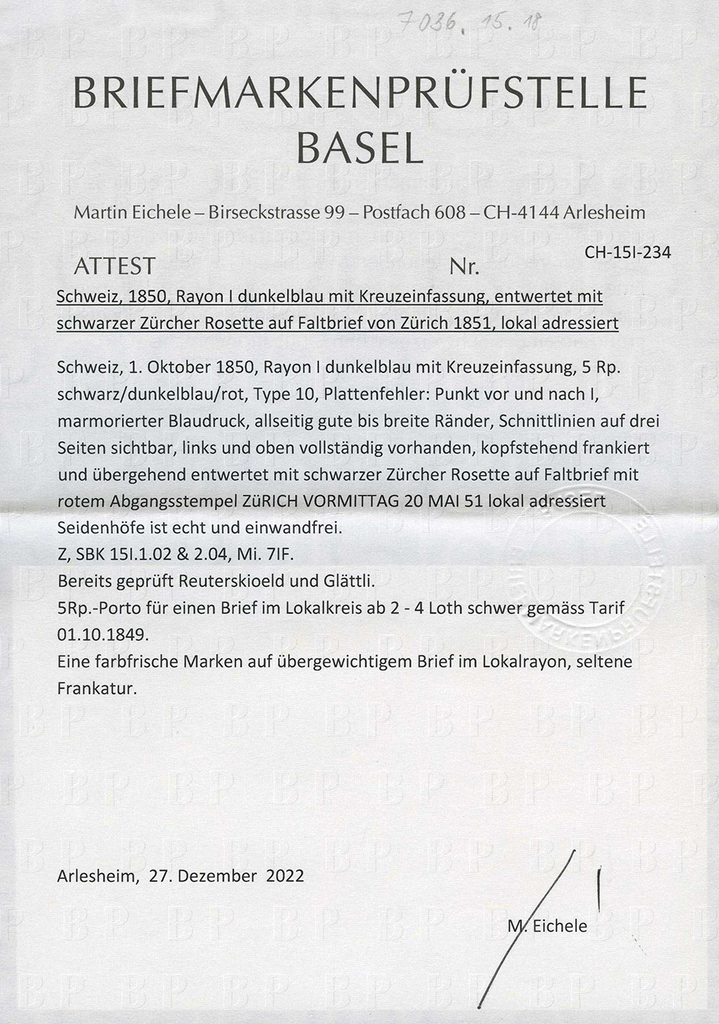 7036. 15. 18
BRIEFMARKENPRÜFSTELLE
BASEL
Martin Eichele – Birseckstrasse 99 – Postfach 608 – CH-4144 Arlesheim
ATTEST Nr. CH-15I-234
Schweiz, 1850, Rayon I dunkelblau mit Kreuzeinfassung, entwertet mit
schwarzer Zürcher Rosette auf Faltbrief von Zürich 1851, lokal adressiert
Schweiz, 1. Oktober 1850, Rayon I dunkelblau mit Kreuzeinfassung, 5 Rp.
schwarz/dunkelblau/rot, Type 10, Plattenfehler: Punkt vor und nach I,
marmorierter Blaudruck, allseitig gute bis breite Ränder, Schnittlinien auf drei
Seiten sichtbar, links und oben vollständig vorhanden, kopfstehend frankiert
und übergehend entwertet mit schwarzer Zürcher Rosette auf Faltbrief mit
rotem Abgangsstempel ZüRICH VORMITTAG 20 MAI 51 lokal adressiert
Seidenhöfe ist echt und einwandfrei.
Z, SBK 15I.1.02 & 2.04, Mi. 7IF.
Bereits geprüft Reuterskioeld und Glättli.
5Rp.-Porto für einen Brief im Lokalkreis ab 2 - 4 Loth schwer gemäss Tarif
01.10.1849.
Eine farbfrische Marken auf übergewichtigem Brief im Lokalrayon, seltene
Frankatur.
Arlesheim, 27. Dezember 2022
M. Eichele